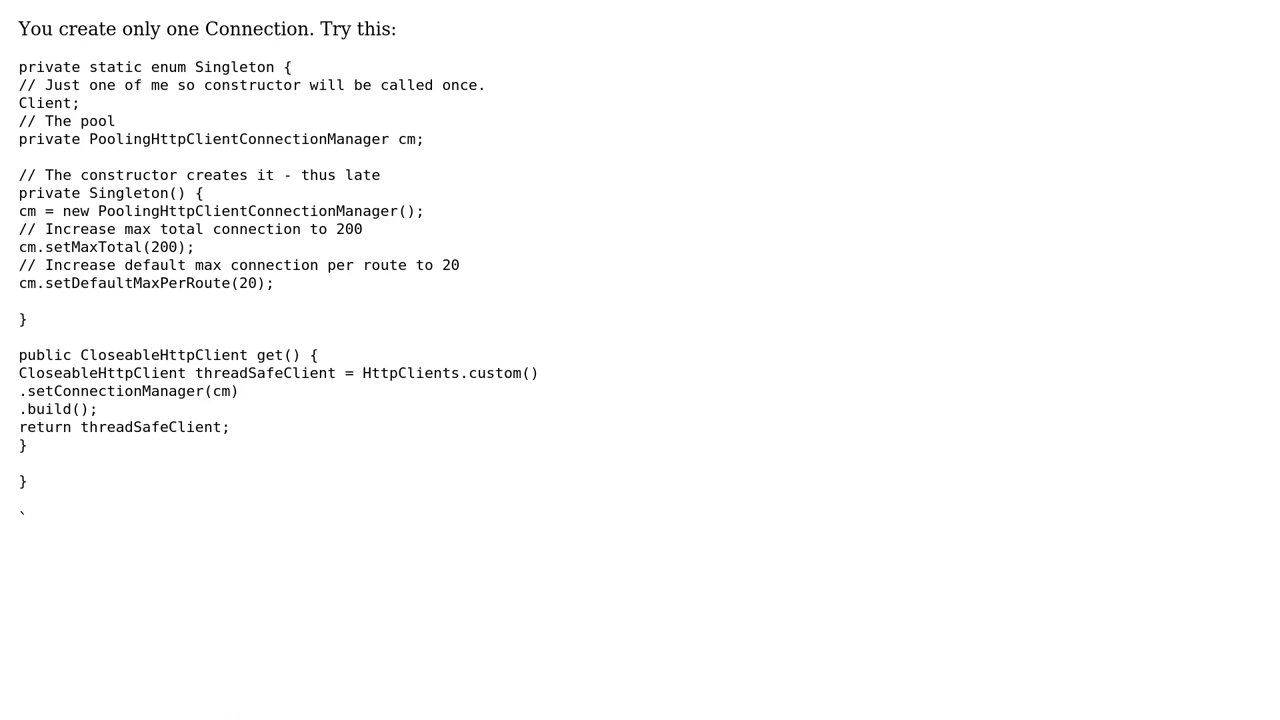 You create only one Connection. Try this:
private static enum Singleton {
// Just one of me so constructor will be called once.
Client;
// The pool
private PoolingHttpClientConnectionManager cm;
// The constructor creates it - thus late
private Singleton() {
cm = new PoolingHttpClientConnectionManager();
// Increase max total connection to 200
cm.setMaxTotal(200);
// Increase default max connection per route to 20
cm.setDefaultMaxPerRoute(20);
}
public CloseableHttpClient get() {
CloseableHttpClient threadSafeClient = HttpClients.custom()
.setConnectionManager(cm)
.build();
return threadSafeClient;
}
}
`